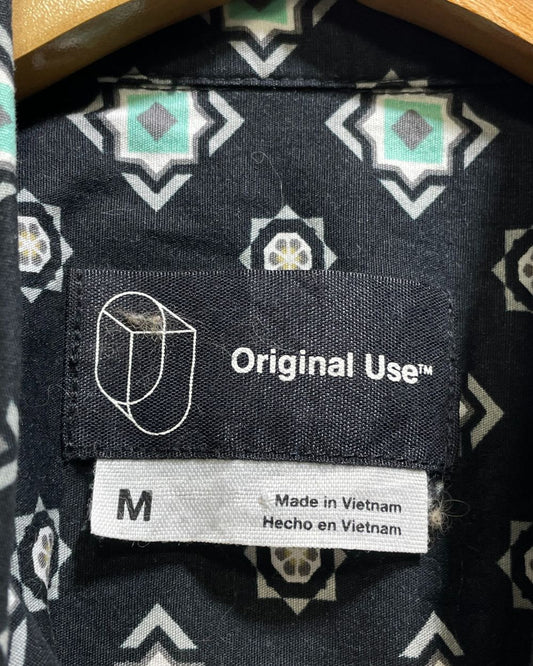 Original Use™
M
Made in Vietnam
Hecho en Vietnam